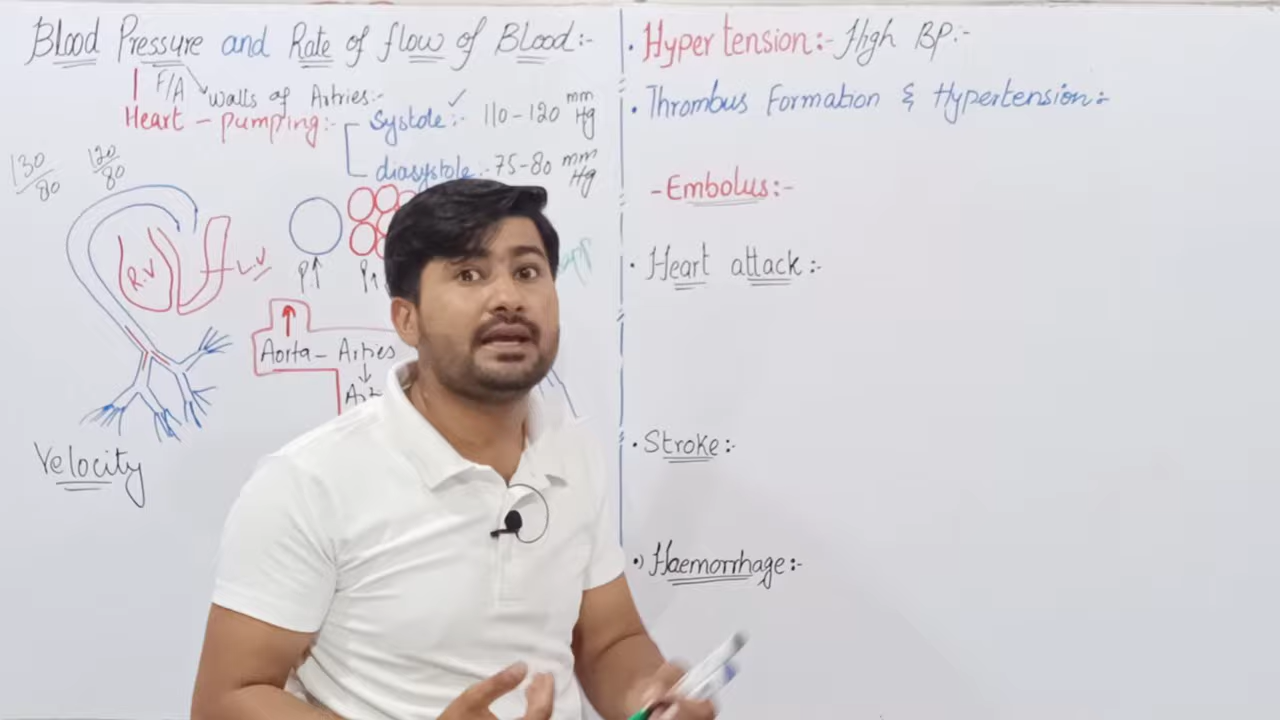 Blood Pressure and Rate of flow of Blood:-
F/A
walls of Artries:-
Heart - pumping:-
Systole:- 110-120 mm Hg
diasystole:- 75-80 mm Hg
130/80
120/80
R.V
L.V
P.↑
P↑
Aorta - Artries
Velocity
• Hypertension:- High BP:-
• Thrombus Formation & Hypertension:-
- Embolus:-
• Heart attack:-
• Stroke:-
•) Haemorrhage:-